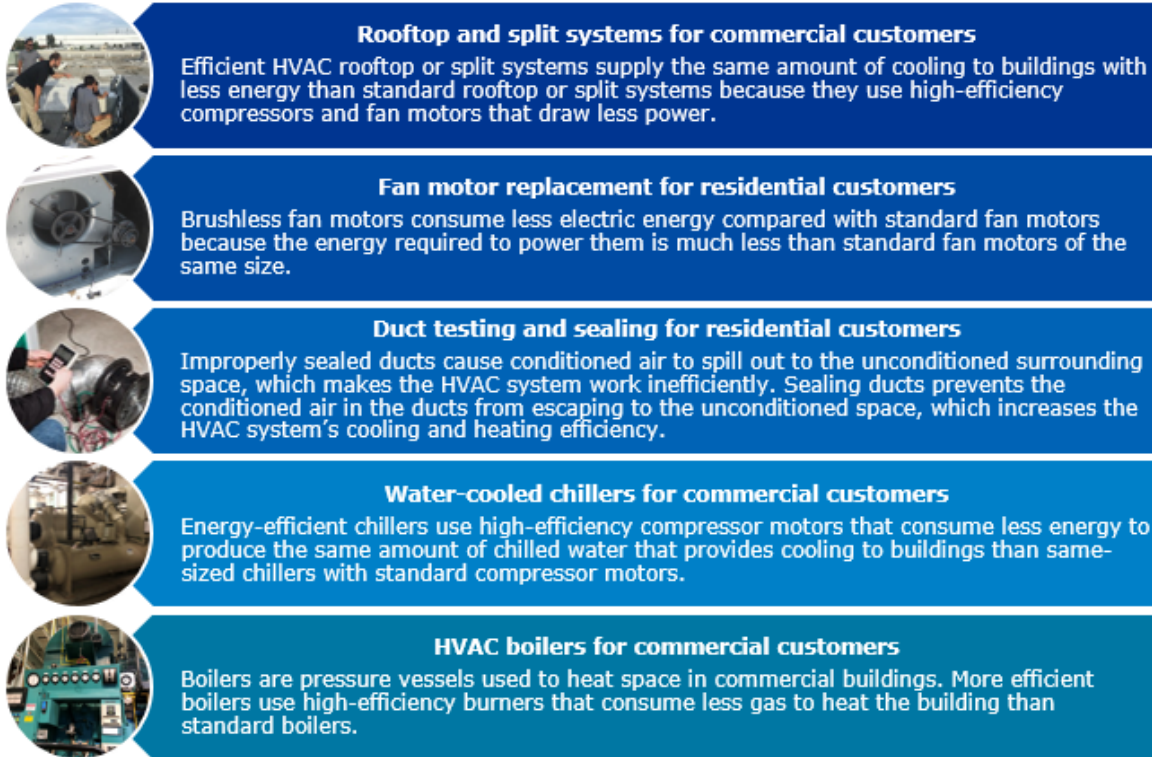 Rooftop and split systems for commercial customers
Efficient HVAC rooftop or split systems supply the same amount of cooling to buildings with
less energy than standard rooftop or split systems because they use high-efficiency
compressors and fan motors that draw less power.
Fan motor replacement for residential customers
Brushless fan motors consume less electric energy compared with standard fan motors
because the energy required to power them is much less than standard fan motors of the
same size.
Duct testing and sealing for residential customers
Improperly sealed ducts cause conditioned air to spill out to the unconditioned surrounding
space, which makes the HVAC system work inefficiently. Sealing ducts prevents the
conditioned air in the ducts from escaping to the unconditioned space, which increases the
HVAC system’s cooling and heating efficiency.
Water-cooled chillers for commercial customers
Energy-efficient chillers use high-efficiency compressor motors that consume less energy to
produce the same amount of chilled water that provides cooling to buildings than same-
sized chillers with standard compressor motors.
HVAC boilers for commercial customers
Boilers are pressure vessels used to heat space in commercial buildings. More efficient
boilers use high-efficiency burners that consume less gas to heat the building than
standard boilers.